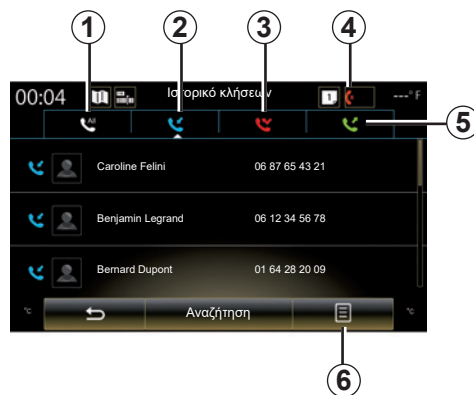 1 2 3 4
00:04 Ιστορικό κλήσεων 1 ---°F
All
5
Caroline Felini 06 87 65 43 21
Benjamin Legrand 06 12 34 56 78
Bernard Dupont 01 64 28 20 09
°C Αναζήτηση °C
6